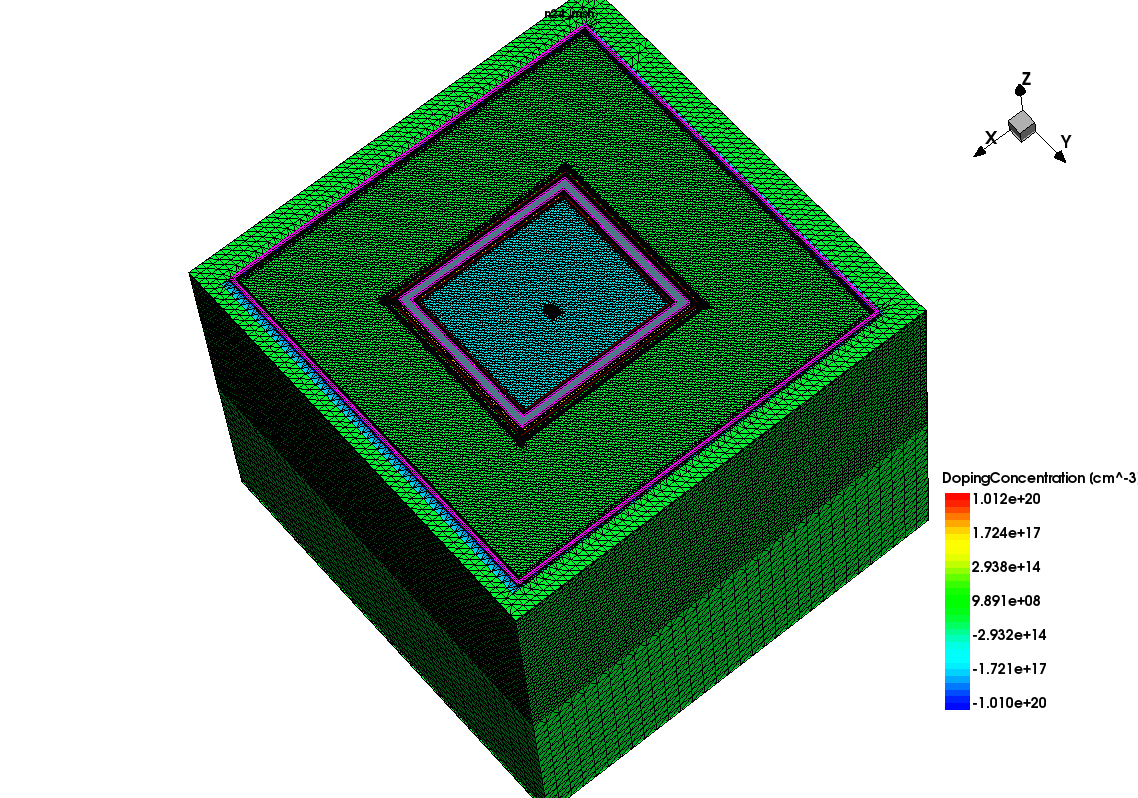 Z
X
Y
DopingConcentration (cm^-3
1.012e+20
1.724e+17
2.938e+14
9.891e+08
-2.932e+14
-1.721e+17
-1.010e+20